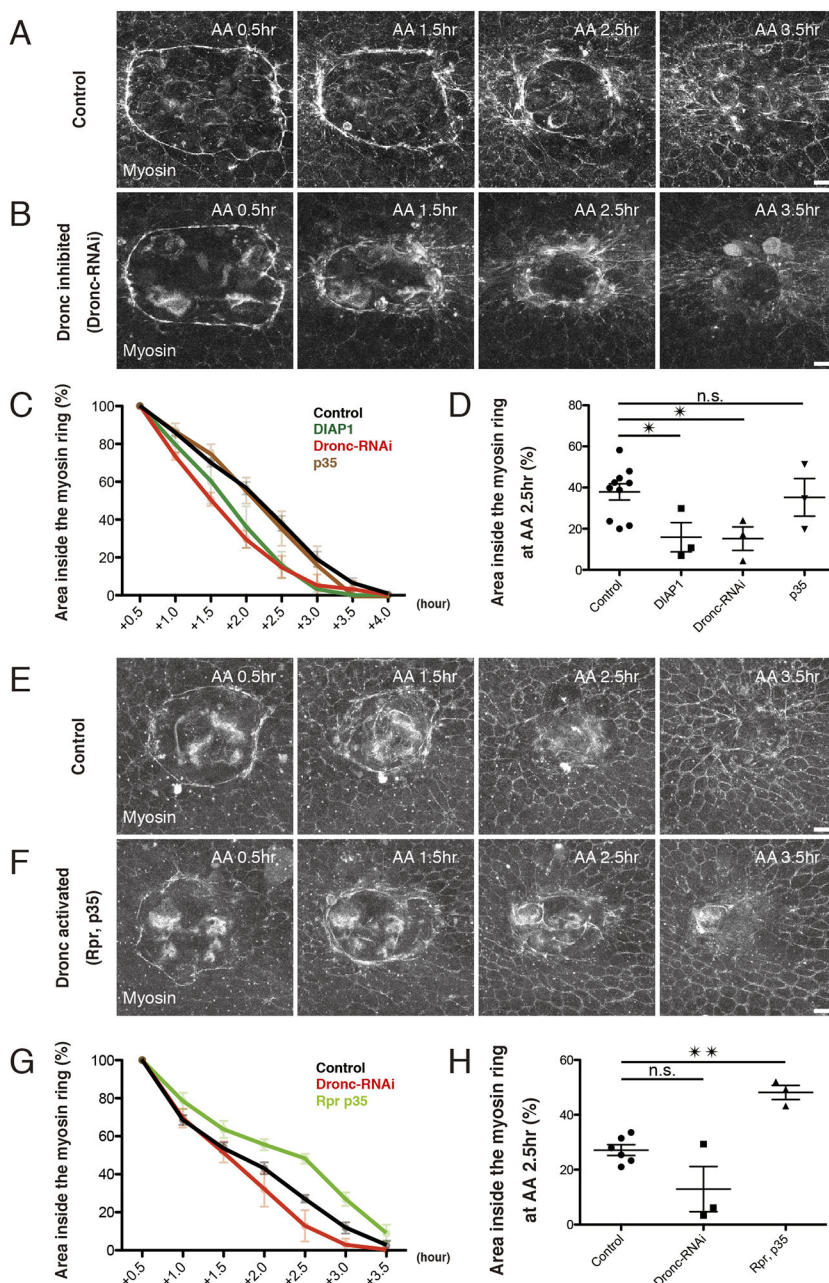 A
Control
AA 0.5hr
AA 1.5hr
AA 2.5hr
AA 3.5hr
Myosin
B
Dronc inhibited
(Dronc-RNAi)
AA 0.5hr
AA 1.5hr
AA 2.5hr
AA 3.5hr
Myosin
C
Area inside the myosin ring (%)
100
80
60
40
20
0
+0.5
+1.0
+1.5
+2.0
+2.5
+3.0
+3.5
+4.0
(hour)
Control
DIAP1
Dronc-RNAi
p35
D
Area inside the myosin ring
at AA 2.5hr (%)
80
60
40
20
0
n.s.
*
*
Control
DIAP1
Dronc-RNAi
p35
E
Control
AA 0.5hr
AA 1.5hr
AA 2.5hr
AA 3.5hr
Myosin
F
Dronc activated
(Rpr, p35)
AA 0.5hr
AA 1.5hr
AA 2.5hr
AA 3.5hr
Myosin
G
Area inside the myosin ring (%)
100
80
60
40
20
0
+0.5
+1.0
+1.5
+2.0
+2.5
+3.0
+3.5
(hour)
Control
Dronc-RNAi
Rpr p35
H
Area inside the myosin ring
at AA 2.5hr (%)
60
40
20
0
**
n.s.
Control
Dronc-RNAi
Rpr, p35